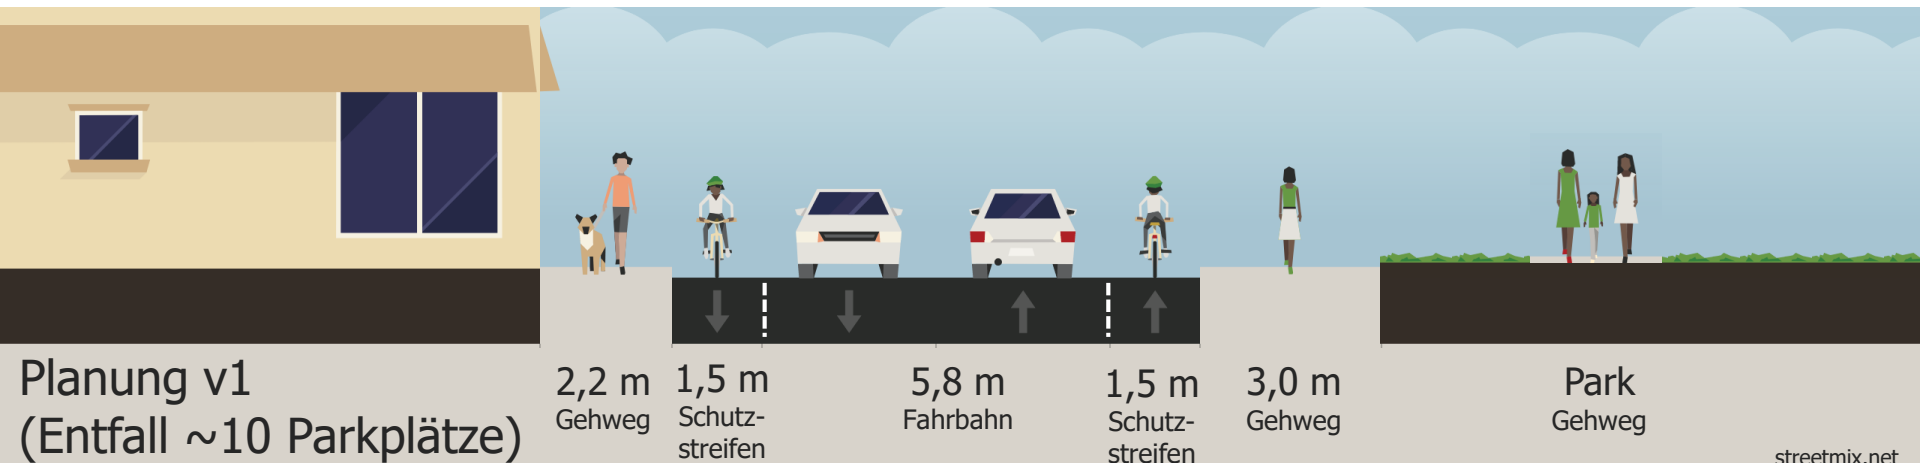 Planung v1
(Entfall ~10 Parkplätze)
2,2 m
Gehweg
1,5 m
Schutz-
streifen
5,8 m
Fahrbahn
1,5 m
Schutz-
streifen
3,0 m
Gehweg
Park
Gehweg
streetmix.net